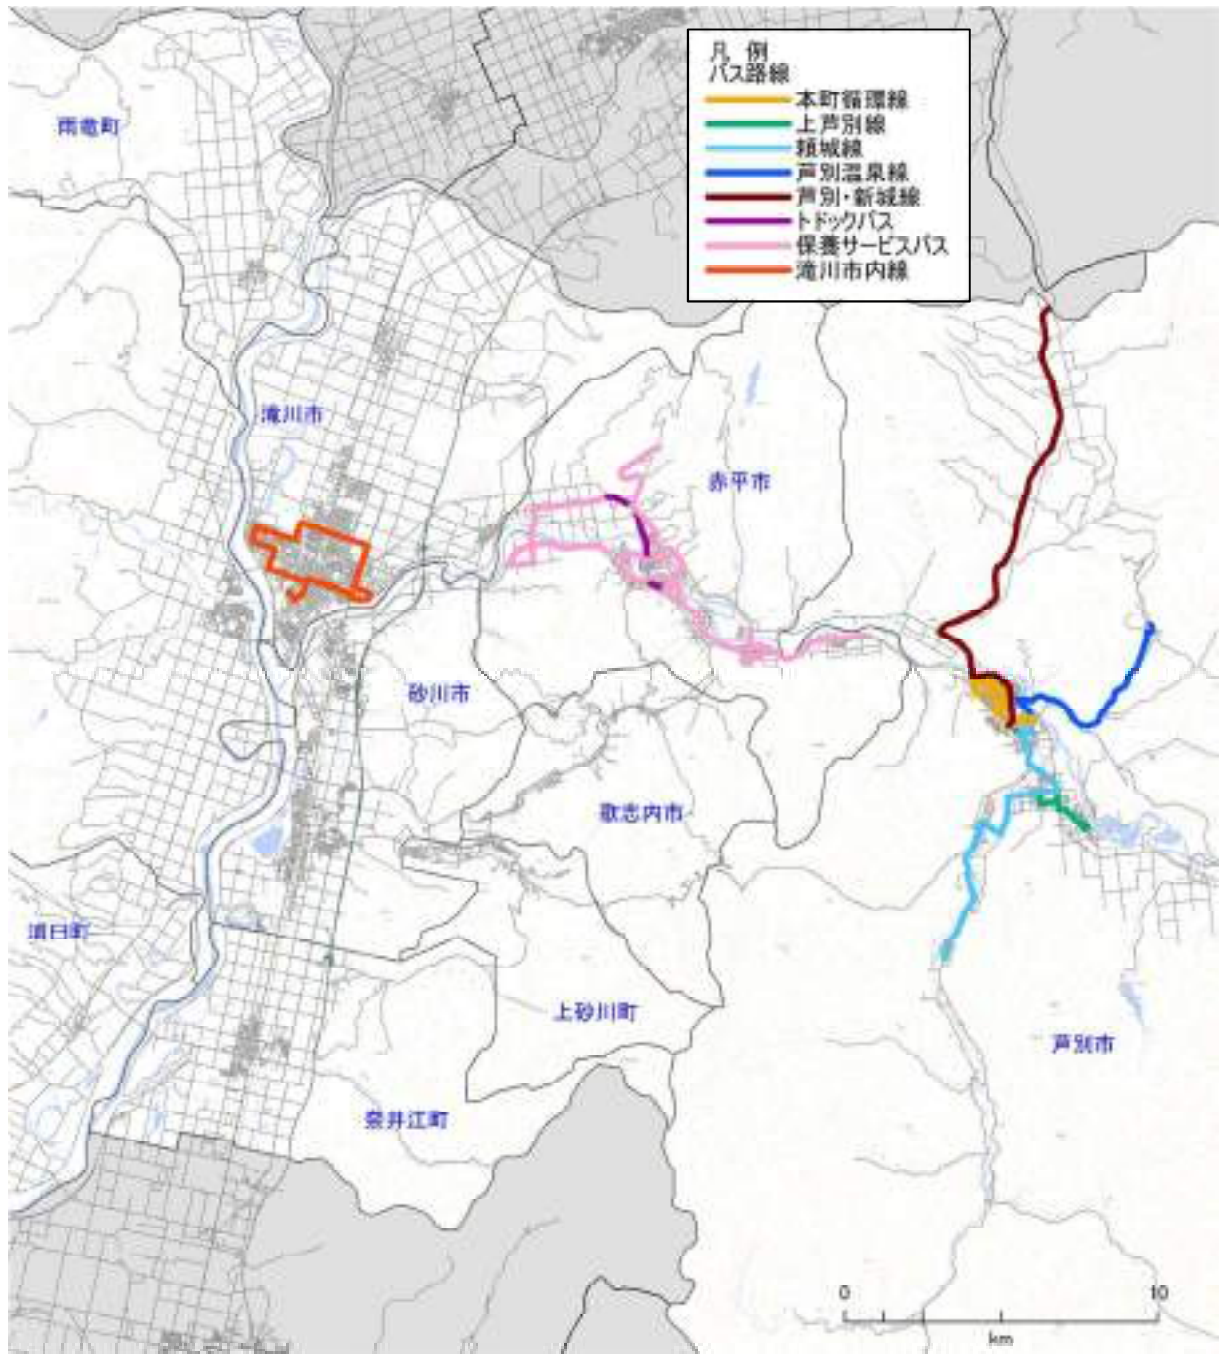 凡 例
バス路線
本町循環線
上芦別線
頼城線
芦別温泉線
芦別・新城線
トドックバス
保養サービスバス
滝川市内線
雨竜町
滝川市
赤平市
砂川市
歌志内市
浦臼町
上砂川町
芦別市
奈井江町
0 10
km